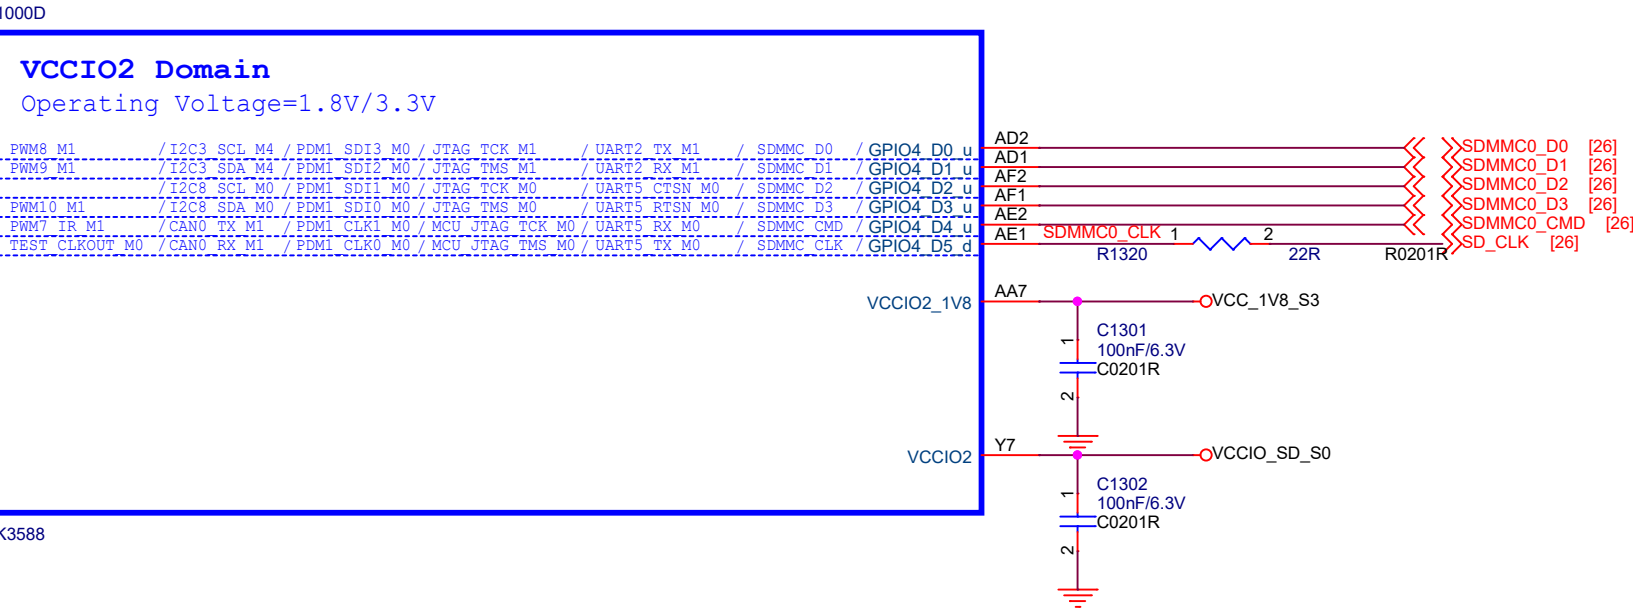 1000D
VCCIO2 Domain
Operating Voltage=1.8V/3.3V
PWM8_M1 /I2C3_SCL_M4 /PDM1_SDI3_M0 /JTAG_TCK_M1 /UART2_TX_M1 / SDMMC_D0 /GPIO4_D0_u AD2 SDMMC0_D0 [26]
PWM9_M1 /I2C3_SDA_M4 /PDM1_SDI2_M0 /JTAG_TMS_M1 /UART2_RX_M1 / SDMMC_D1 /GPIO4_D1_u AD1 SDMMC0_D1 [26]
/I2C8_SCL_M0 /PDM1_SDI1_M0 /JTAG_TCK_M0 /UART5_CTSN_M0 / SDMMC_D2 /GPIO4_D2_u AF2 SDMMC0_D2 [26]
PWM10_M1 /I2C8_SDA_M0 /PDM1_SDI0_M0 /JTAG_TMS_M0 /UART5_RTSN_M0 / SDMMC_D3 /GPIO4_D3_u AF1 SDMMC0_D3 [26]
PWM7_IR_M1 /CAN0_TX_M1 /PDM1_CLK1_M0 /MCU_JTAG_TCK_M0 /UART5_RX_M0 / SDMMC_CMD /GPIO4_D4_u AE2 SDMMC0_CMD [26]
TEST_CLKOUT_M0 /CAN0_RX_M1 /PDM1_CLK0_M0 /MCU_JTAG_TMS_M0 /UART5_TX_M0 / SDMMC_CLK /GPIO4_D5_d AE1 SDMMC0_CLK 1 2 SD_CLK [26]
R1320 22R R0201R
VCCIO2_1V8 AA7 VCC_1V8_S3
C1301
1
100nF/6.3V
C0201R
2
VCCIO2 Y7 VCCIO_SD_S0
C1302
1
100nF/6.3V
C0201R
2
K3588